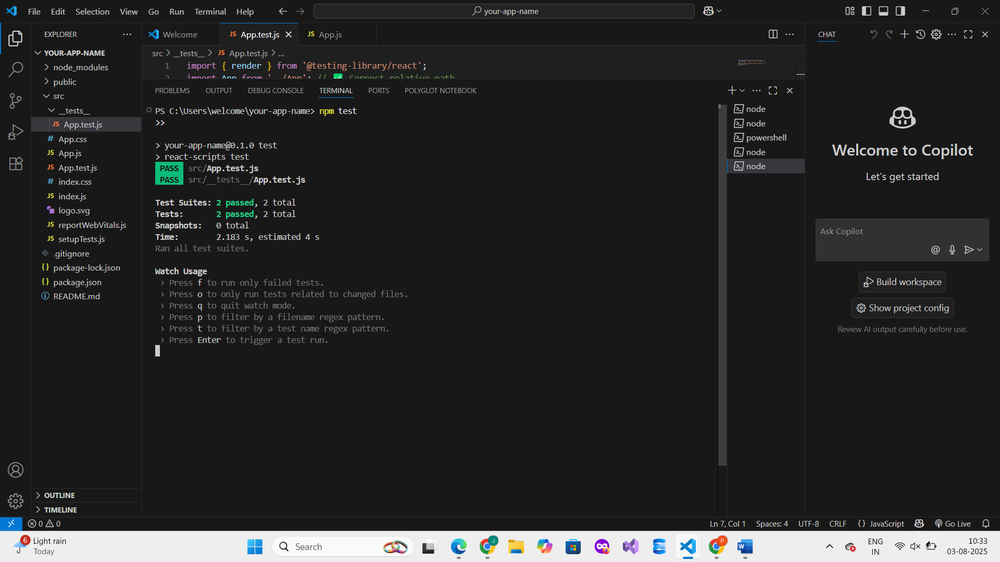 File Edit Selection View Go Run Terminal Help
your-app-name
EXPLORER
YOUR-APP-NAME
node_modules
public
src
__tests__
JS App.test.js
# App.css
JS App.js
JS App.test.js
# index.css
JS index.js
logo.svg
JS reportWebVitals.js
JS setupTests.js
.gitignore
{} package-lock.json
{} package.json
README.md
OUTLINE
TIMELINE
Welcome
JS App.test.js
JS App.js
src > __tests__ > JS App.test.js > ...
1 import { render } from '@testing-library/react';
2 import App from '../App'; // ✅ Correct relative path
PROBLEMS OUTPUT DEBUG CONSOLE TERMINAL PORTS POLYGLOT NOTEBOOK
PS C:\Users\welcome\your-app-name> npm test
>>
> your-app-name@0.1.0 test
> react-scripts test
PASS src/App.test.js
PASS src/__tests__/App.test.js
Test Suites: 2 passed, 2 total
Tests: 2 passed, 2 total
Snapshots: 0 total
Time: 2.183 s, estimated 4 s
Ran all test suites.
Watch Usage
› Press f to run only failed tests.
› Press o to only run tests related to changed files.
› Press q to quit watch mode.
› Press p to filter by a filename regex pattern.
› Press t to filter by a test name regex pattern.
› Press Enter to trigger a test run.
node
node
powershell
node
node
CHAT
Welcome to Copilot
Let's get started
Ask Copilot
@
Build workspace
Show project config
Review AI output carefully before use.
0 0
Ln 7, Col 1 Spaces: 4 UTF-8 CRLF {} JavaScript Go Live
6
Light rain
Today
Search
J
P
ENG
IN
10:33
03-08-2025